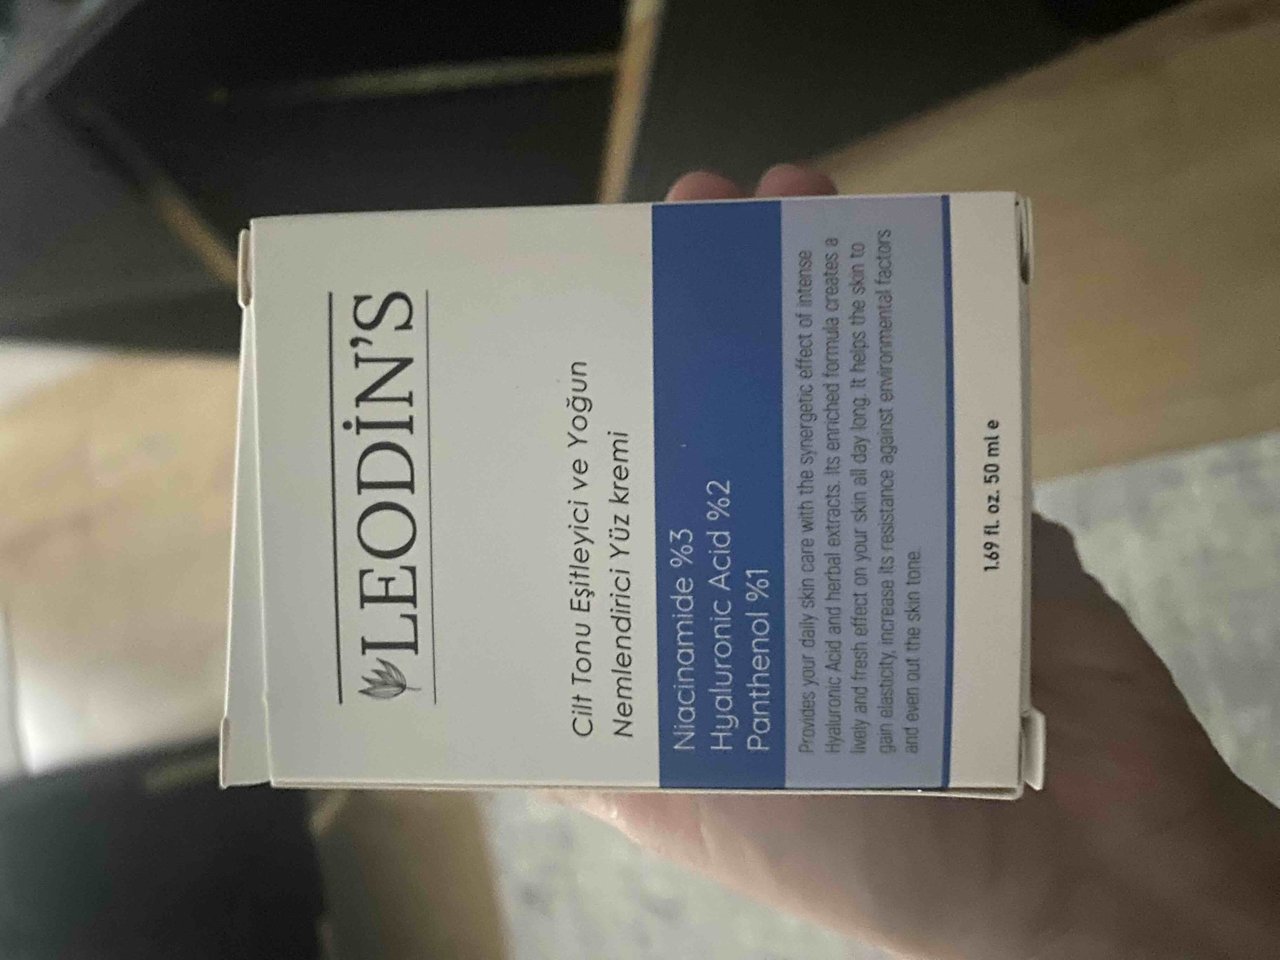 LEODİN'S
Cilt Tonu Eşitleyici ve Yoğun
Nemlendirici Yüz kremi
Niacinamide %3
Hyaluronic Acid %2
Panthenol %1
Provides your daily skin care with the synergetic effect of intense
Hyaluronic Acid and herbal extracts. Its enriched formula creates a
lively and fresh effect on your skin all day long. It helps the skin to
gain elasticity, increase its resistance against environmental factors
and even out the skin tone.
1.69 fl. oz. 50 ml e